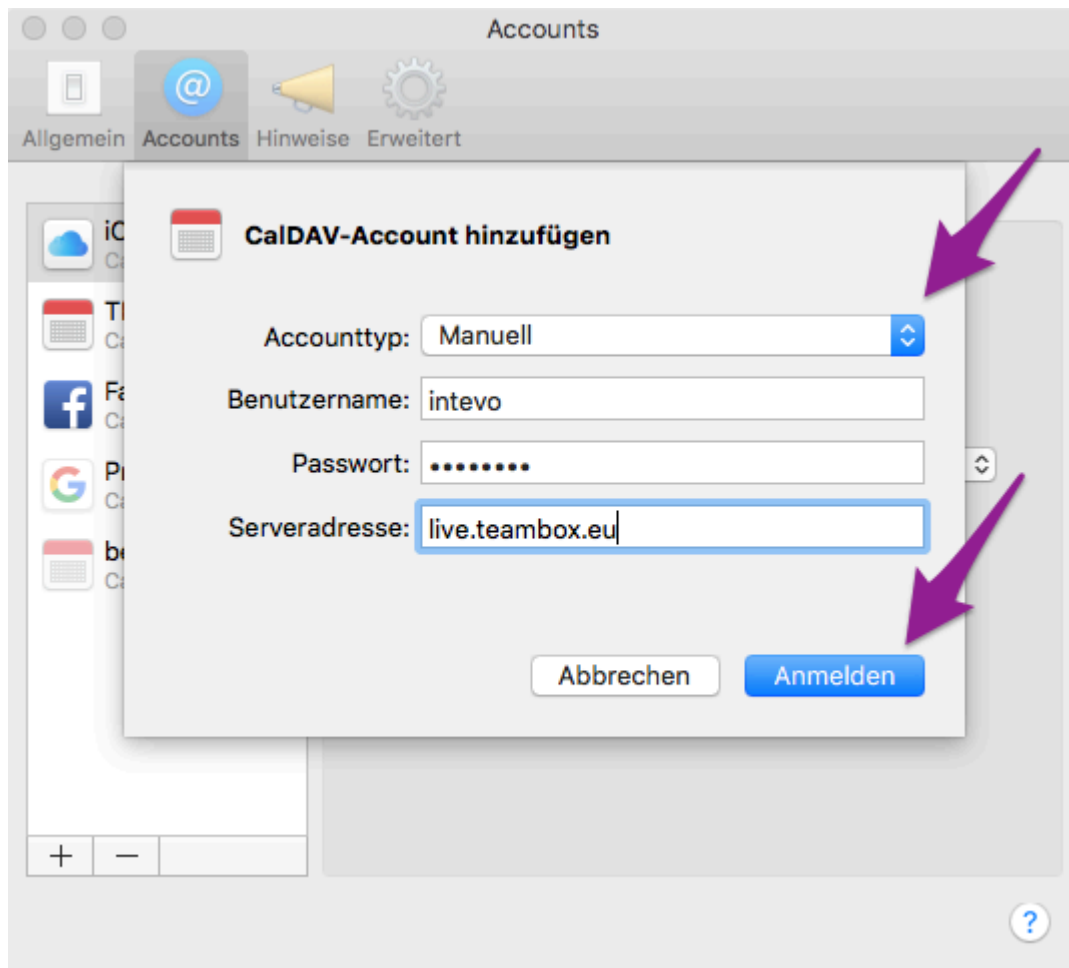 Accounts
Allgemein Accounts Hinweise Erweitert
CalDAV-Account hinzufügen
Accounttyp: Manuell
Benutzername: intevo
Passwort: ••••••••
Serveradresse: live.teambox.eu
Abbrechen Anmelden
+ −
?